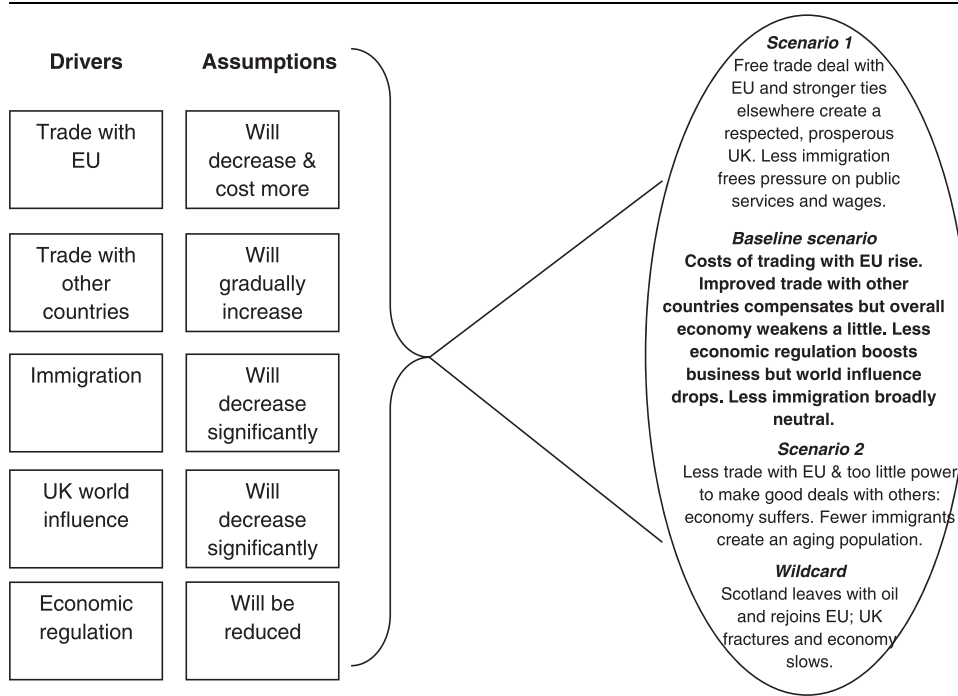 Drivers
Assumptions
Trade with
EU
Will
decrease &
cost more
Trade with
other
countries
Will
gradually
increase
Immigration
Will
decrease
significantly
UK world
influence
Will
decrease
significantly
Economic
regulation
Will be
reduced
Scenario 1
Free trade deal with
EU and stronger ties
elsewhere create a
respected, prosperous
UK. Less immigration
frees pressure on public
services and wages.
Baseline scenario
Costs of trading with EU rise.
Improved trade with other
countries compensates but overall
economy weakens a little. Less
economic regulation boosts
business but world influence
drops. Less immigration broadly
neutral.
Scenario 2
Less trade with EU & too little power
to make good deals with others:
economy suffers. Fewer immigrants
create an aging population.
Wildcard
Scotland leaves with oil
and rejoins EU; UK
fractures and economy
slows.